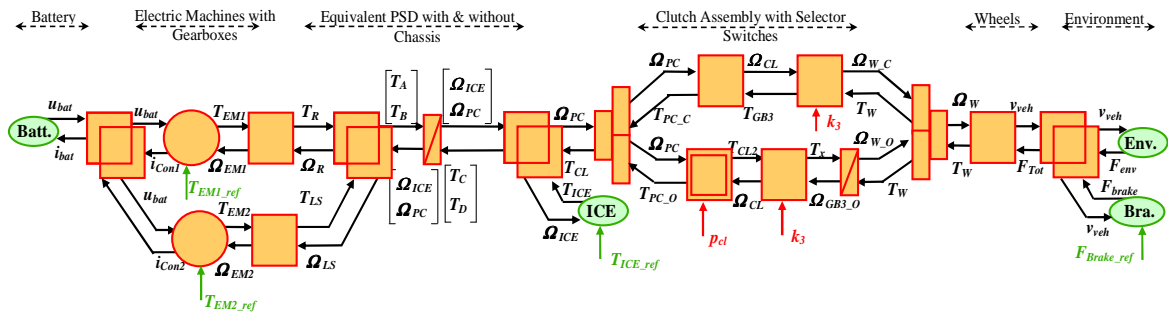 Battery
Electric Machines with
Gearboxes
Equivalent PSD with & without
Chassis
Clutch Assembly with Selector
Switches
Wheels
Environment
u_bat
Batt.
i_bat
u_bat
i_Con1
T_EM1
Ω_EM1
T_EM1_ref
T_R
Ω_R
u_bat
i_Con2
T_EM2
Ω_EM2
T_EM2_ref
T_LS
Ω_LS
T_A
T_B
Ω_ICE
Ω_PC
Ω_ICE
Ω_PC
T_C
T_D
Ω_PC
T_CL
T_ICE
ICE
Ω_ICE
T_ICE_ref
Ω_PC
T_PC_C
Ω_CL
T_GB3
k_3
Ω_W_C
T_W
Ω_PC
T_PC_O
T_CL2
Ω_CL
p_cl
T_x
Ω_GB3_O
k_3
Ω_W_O
T_W
Ω_W
T_W
v_veh
F_Tot
v_veh
Env.
F_env
F_brake
Bra.
v_veh
F_Brake_ref